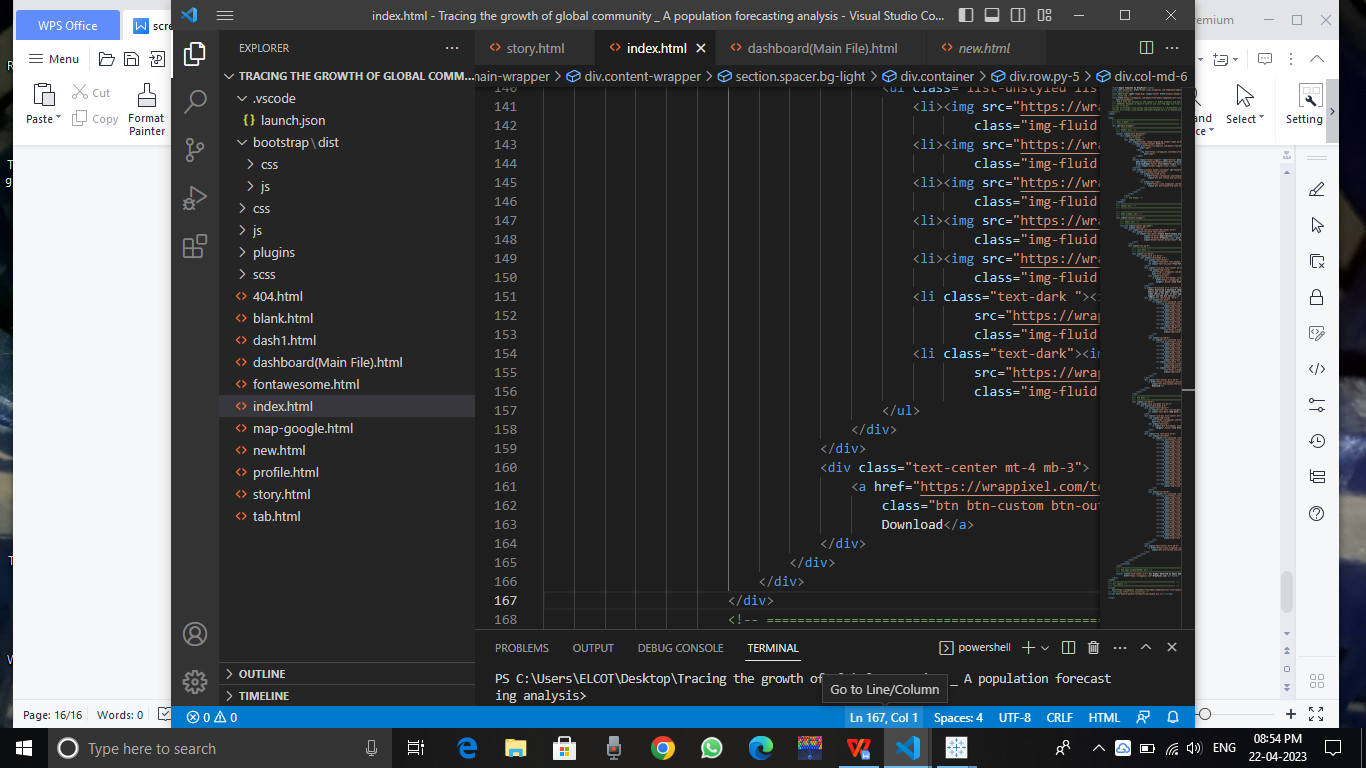 WPS Office
Menu
Paste
Cut
Copy
Format
Painter
index.html - Tracing the growth of global community _ A population forecasting analysis - Visual Studio Co...
EXPLORER
TRACING THE GROWTH OF GLOBAL COMM...
.vscode
launch.json
bootstrap\dist
css
js
css
js
plugins
scss
404.html
blank.html
dash1.html
dashboard(Main File).html
fontawesome.html
index.html
map-google.html
new.html
profile.html
story.html
tab.html
OUTLINE
TIMELINE
story.html
index.html
dashboard(Main File).html
new.html
main-wrapper > div.content-wrapper > section.spacer.bg-light > div.container > div.row.py-5 > div.col-md-6
141 <li><img src="https://wra
142 class="img-fluid
143 <li><img src="https://wra
144 class="img-fluid
145 <li><img src="https://wra
146 class="img-fluid
147 <li><img src="https://wra
148 class="img-fluid
149 <li><img src="https://wra
150 class="img-fluid
151 <li class="text-dark "><i
152 src="https://wrap
153 class="img-fluid
154 <li class="text-dark"><im
155 src="https://wrap
156 class="img-fluid
157 </ul>
158 </div>
159 </div>
160 <div class="text-center mt-4 mb-3">
161 <a href="https://wrappixel.com/te
162 class="btn btn-custom btn-out
163 Download</a>
164 </div>
165 </div>
166 </div>
167 </div>
168 <!-- ==========================================
PROBLEMS OUTPUT DEBUG CONSOLE TERMINAL
powershell
PS C:\Users\ELCOT\Desktop\Tracing the growth of
_ A population forecast
ing analysis>
Go to Line/Column
0 0
Ln 167, Col 1 Spaces: 4 UTF-8 CRLF HTML
Select
Setting
Page: 16/16 Words: 0
Type here to search
ENG
08:54 PM
22-04-2023